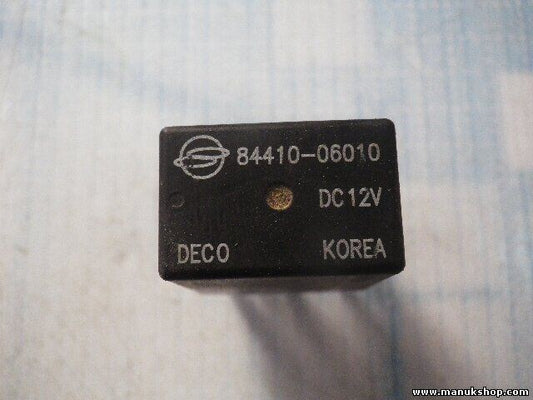 84410-06010
DC12V
DECO KOREA
www.manukshop.com